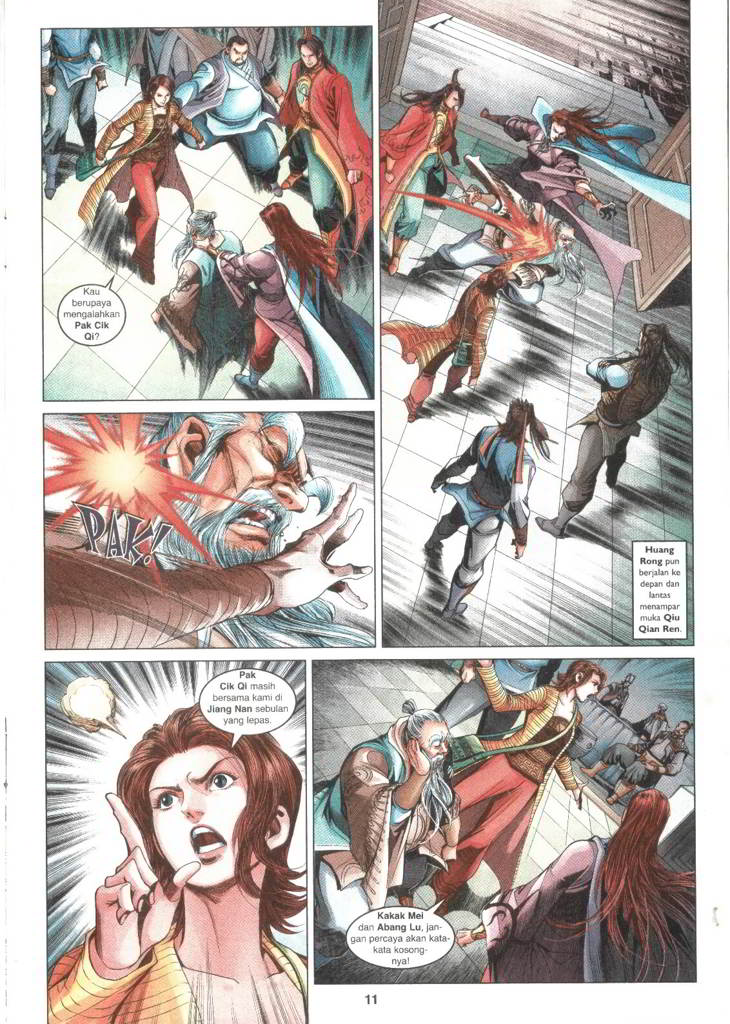 Kau
berupaya
mengalahkan
Pak Cik
Qi?
Huang
Rong pun
berjalan ke
depan dan
lantas
menampar
muka Qiu
Qian Ren.
PAK!
Pak
Cik Qi masih
bersama kami di
Jiang Nan sebulan
yang lepas.
Kakak Mei
dan Abang Lu, jan-
gan percaya akan kata-
kata kosong-
nya!
11